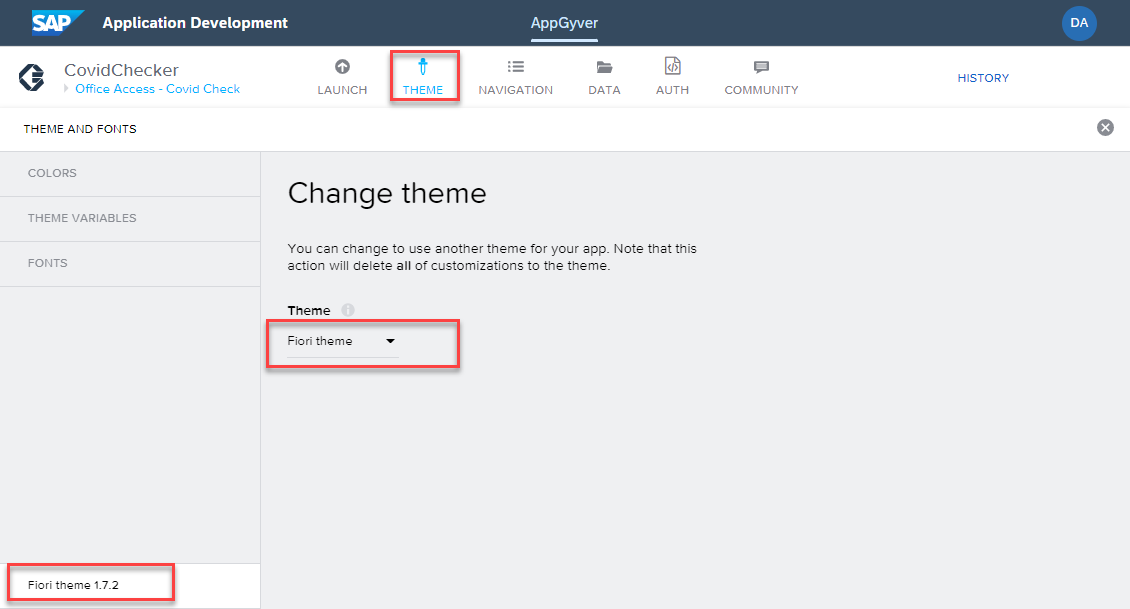 SAP Application Development AppGyver DA
CovidChecker
Office Access - Covid Check
LAUNCH THEME NAVIGATION DATA AUTH COMMUNITY HISTORY
THEME AND FONTS
COLORS
THEME VARIABLES
FONTS
Change theme
You can change to use another theme for your app. Note that this
action will delete all of customizations to the theme.
Theme
Fiori theme
Fiori theme 1.7.2